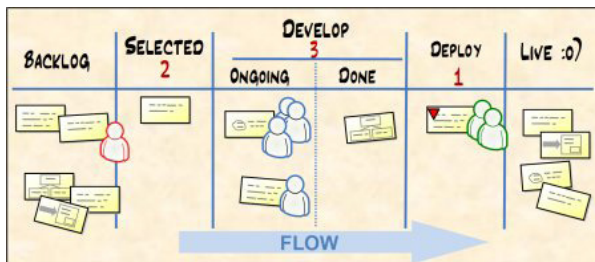 BACKLOG
SELECTED
2
DEVELOP
3
ONGOING
DONE
DEPLOY
1
LIVE :o)
FLOW